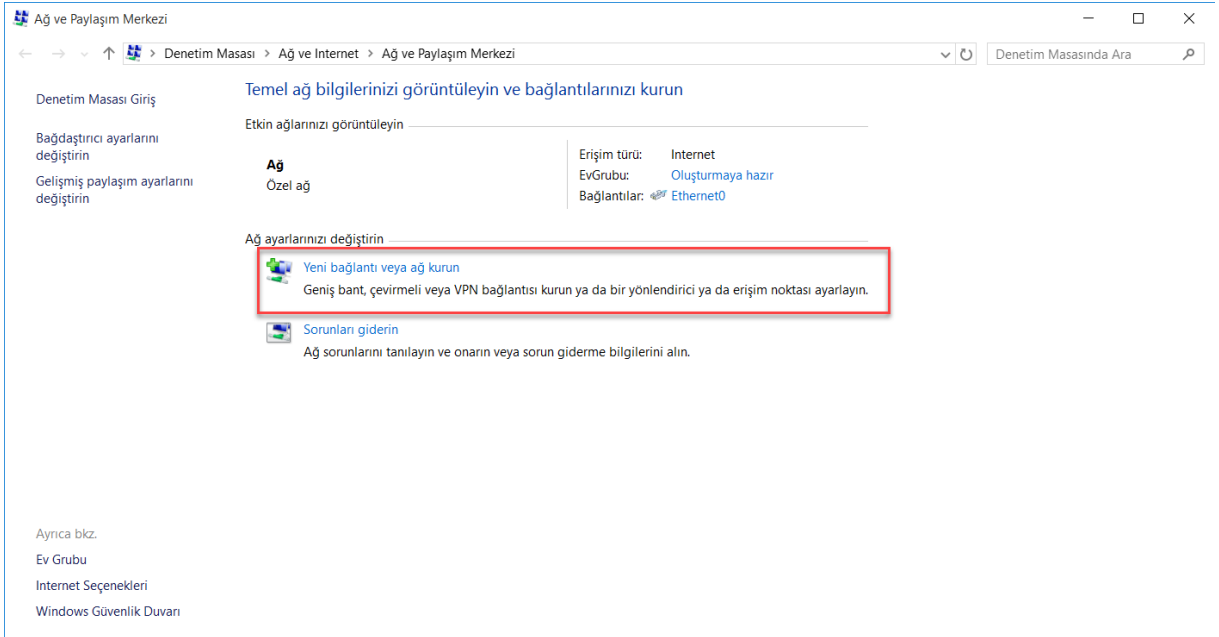 Ağ ve Paylaşım Merkezi
Denetim Masası > Ağ ve Internet > Ağ ve Paylaşım Merkezi
Denetim Masasında Ara
Denetim Masası Giriş
Bağdaştırıcı ayarlarını
değiştirin
Gelişmiş paylaşım ayarlarını
değiştirin
Temel ağ bilgilerinizi görüntüleyin ve bağlantılarınızı kurun
Etkin ağlarınızı görüntüleyin
Ağ
Özel ağ
Erişim türü: Internet
EvGrubu: Oluşturmaya hazır
Bağlantılar: Ethernet0
Ağ ayarlarınızı değiştirin
Yeni bağlantı veya ağ kurun
Geniş bant, çevirmeli veya VPN bağlantısı kurun ya da bir yönlendirici ya da erişim noktası ayarlayın.
Sorunları giderin
Ağ sorunlarını tanılayın ve onarın veya sorun giderme bilgilerini alın.
Ayrıca bkz.
Ev Grubu
Internet Seçenekleri
Windows Güvenlik Duvarı